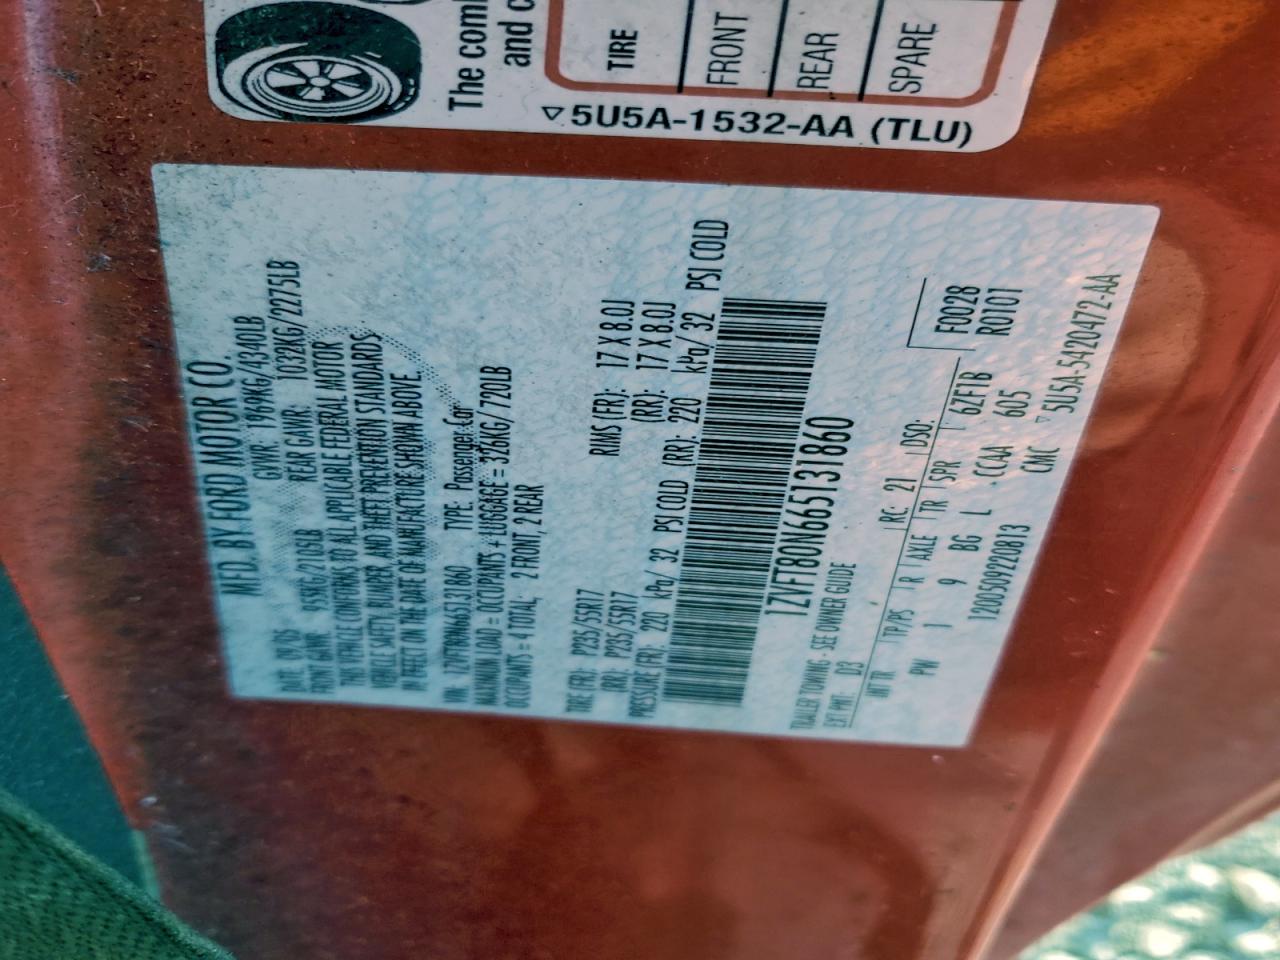 The com
and c
TIRE
FRONT
REAR
SPARE
▽ 5U5A-1532-AA (TLU)
MFD. BY FORD MOTOR CO.
DATE: 09/05 GVWR: 1969KG/4340LB
FRONT GAWR: 955KG/2105LB REAR GAWR: 1032KG/2275LB
THIS VEHICLE CONFORMS TO ALL APPLICABLE FEDERAL MOTOR
VEHICLE SAFETY, BUMPER, AND THEFT PREVENTION STANDARDS
IN EFFECT ON THE DATE OF MANUFACTURE SHOWN ABOVE.
VIN: 1ZVFT80N665131860 TYPE: Passenger Car
MAXIMUM LOAD = OCCUPANTS + LUGGAGE = 326KG/720LB
OCCUPANTS = 4 TOTAL, 2 FRONT, 2 REAR
TIRE (FR): P235/55R17 RIMS (FR): 17 X 8.0J
(RR): P235/55R17 (RR): 17 X 8.0J
PRESSURE (FR): 220 kPa/ 32 PSI COLD (RR): 220 kPa/ 32 PSI COLD
1ZVFT80N665131860
TRAILER TOWING - SEE OWNER GUIDE
EXT PNT: D3 RC: 21 DSO: F0028
INT TR TP/PS R AXLE TR SPR 6ZF1B R0101
PW J 9 BG L CCAA 605
1200509220813 CMC ▽ 5U5A-5420472-AA